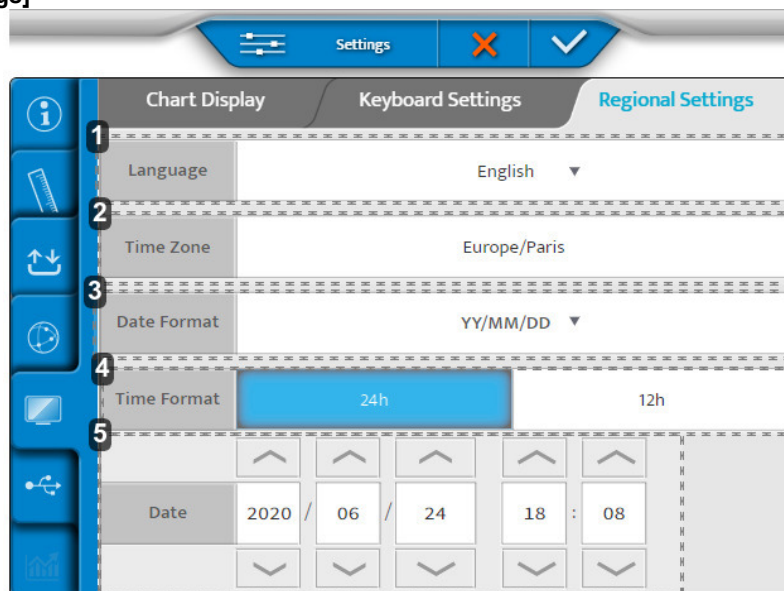 ge]
Settings
Chart Display Keyboard Settings Regional Settings
1
Language English
2
Time Zone Europe/Paris
3
Date Format YY/MM/DD
4
Time Format 24h 12h
5
Date 2020 / 06 / 24 18 : 08